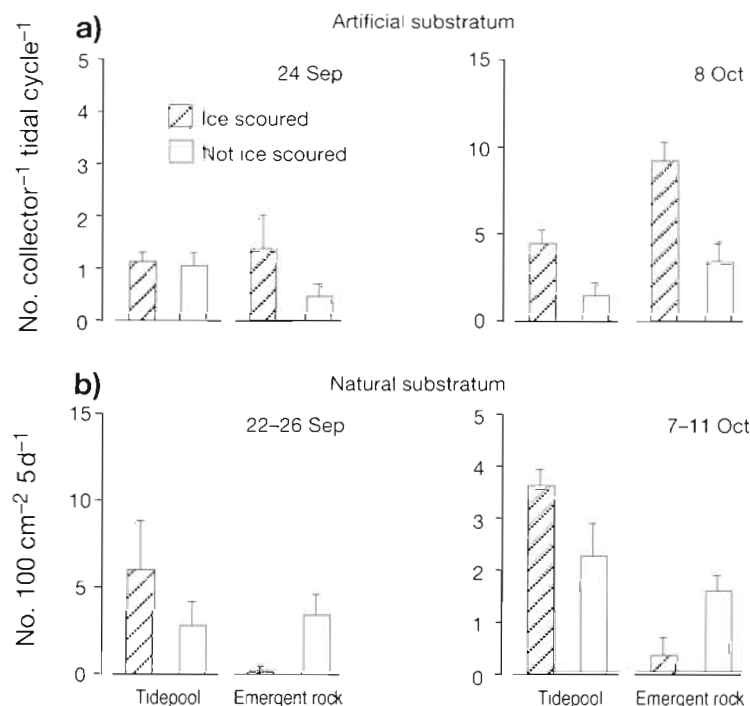 a)
Artificial substratum
24 Sep
8 Oct
Ice scoured
Not ice scoured
No. collector⁻¹ tidal cycle⁻¹
5
4
3
2
1
0
15
10
5
0
b)
Natural substratum
22–26 Sep
7–11 Oct
No. 100 cm⁻² 5d⁻¹
15
10
5
0
5
4
3
2
1
0
Tidepool Emergent rock
Tidepool Emergent rock